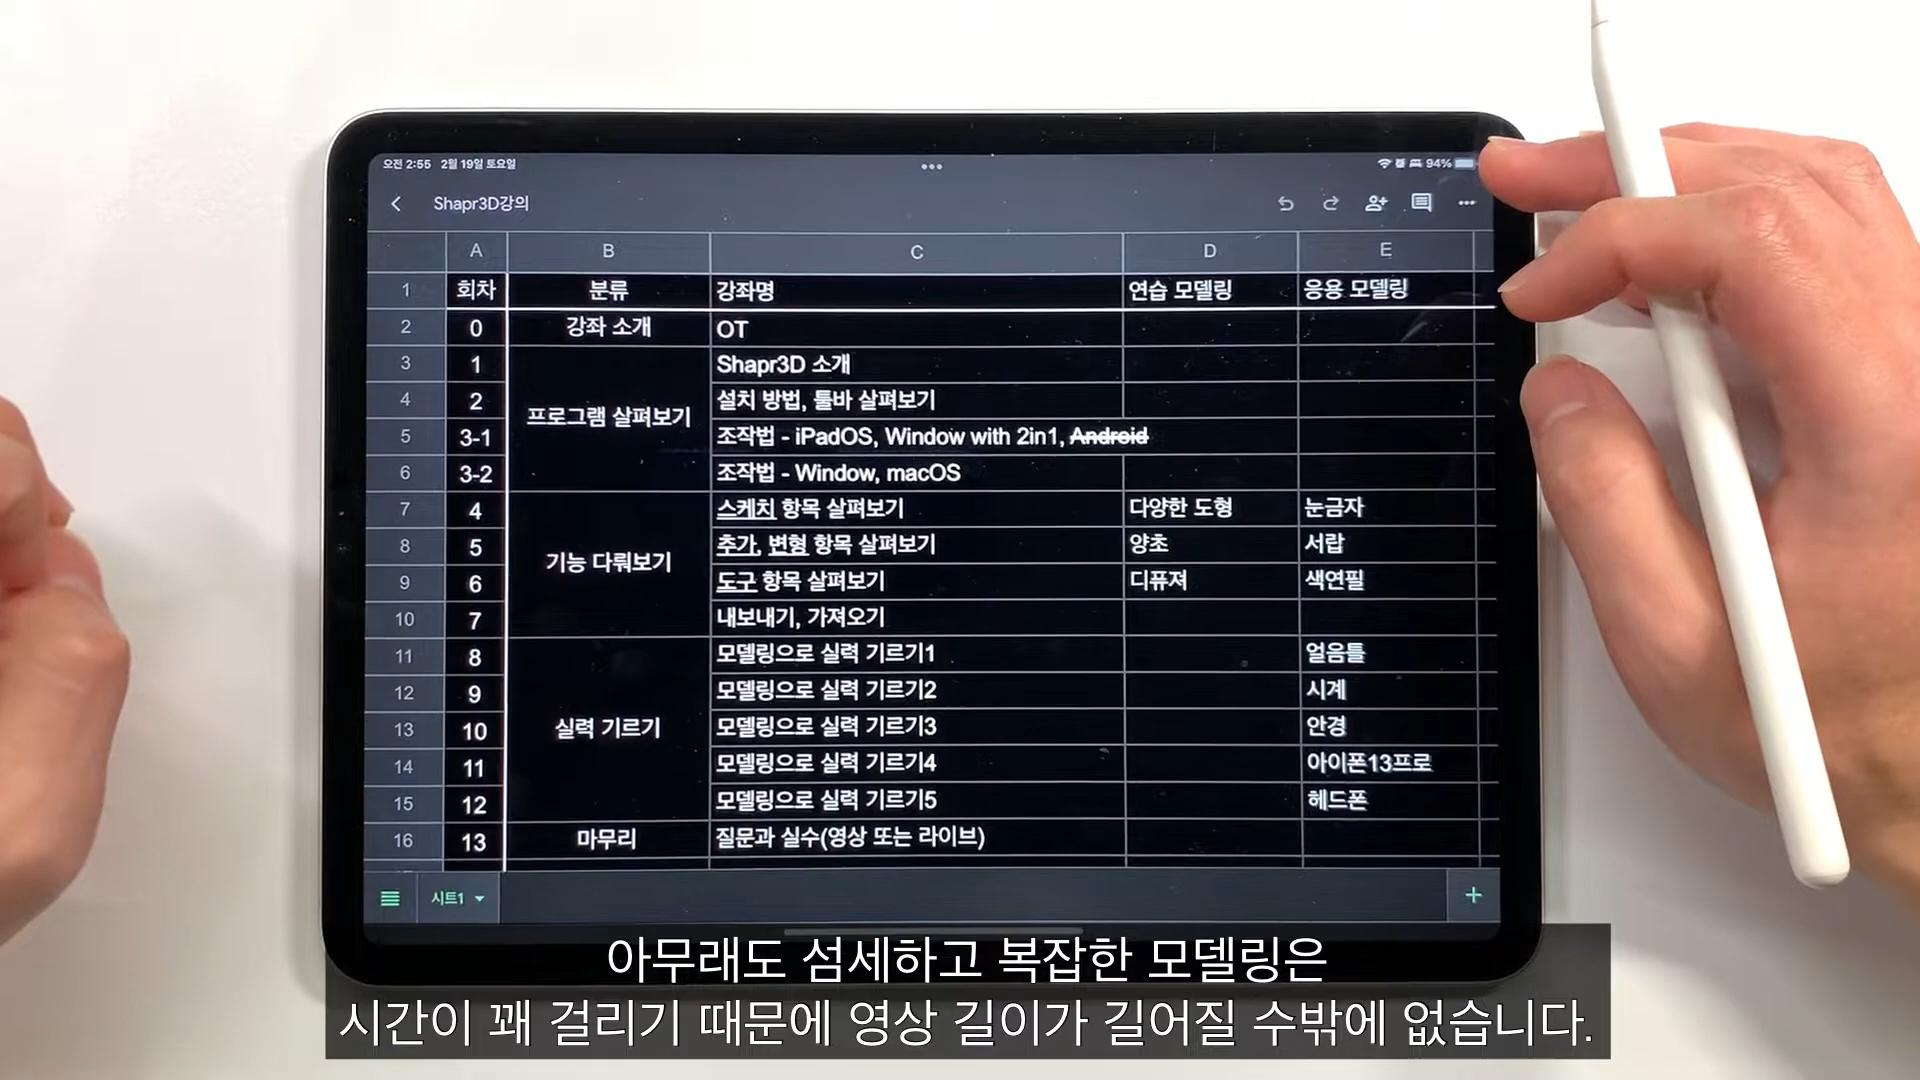 오전 2:55 2월 19일 토요일
94%
Shapr3D강의
A B C D E
1 회차 분류 강좌명 연습 모델링 응용 모델링
2 0 강좌 소개 OT
3 1 Shapr3D 소개
4 2 프로그램 살펴보기 설치 방법, 툴바 살펴보기
5 3-1 조작법 - iPadOS, Window with 2in1, Android
6 3-2 조작법 - Window, macOS
7 4 스케치 항목 살펴보기 다양한 도형 눈금자
8 5 기능 다뤄보기 추가, 변형 항목 살펴보기 양초 서랍
9 6 도구 항목 살펴보기 디퓨져 색연필
10 7 내보내기, 가져오기
11 8 모델링으로 실력 기르기1 얼음틀
12 9 모델링으로 실력 기르기2 시계
13 10 실력 기르기 모델링으로 실력 기르기3 안경
14 11 모델링으로 실력 기르기4 아이폰13프로
15 12 모델링으로 실력 기르기5 헤드폰
16 13 마무리 질문과 실수(영상 또는 라이브)
시트1
아무래도 섬세하고 복잡한 모델링은
시간이 꽤 걸리기 때문에 영상 길이가 길어질 수밖에 없습니다.